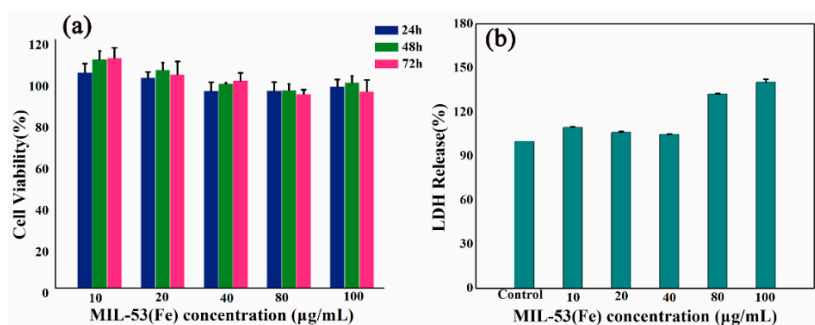 (a)
24h
48h
72h
Cell Viability(%)
120
100
80
60
40
20
0
10 20 40 80 100
MIL-53(Fe) concentration (μg/mL)
(b)
LDH Release(%)
180
150
120
90
60
30
0
Control 10 20 40 80 100
MIL-53(Fe) concentration (μg/mL)